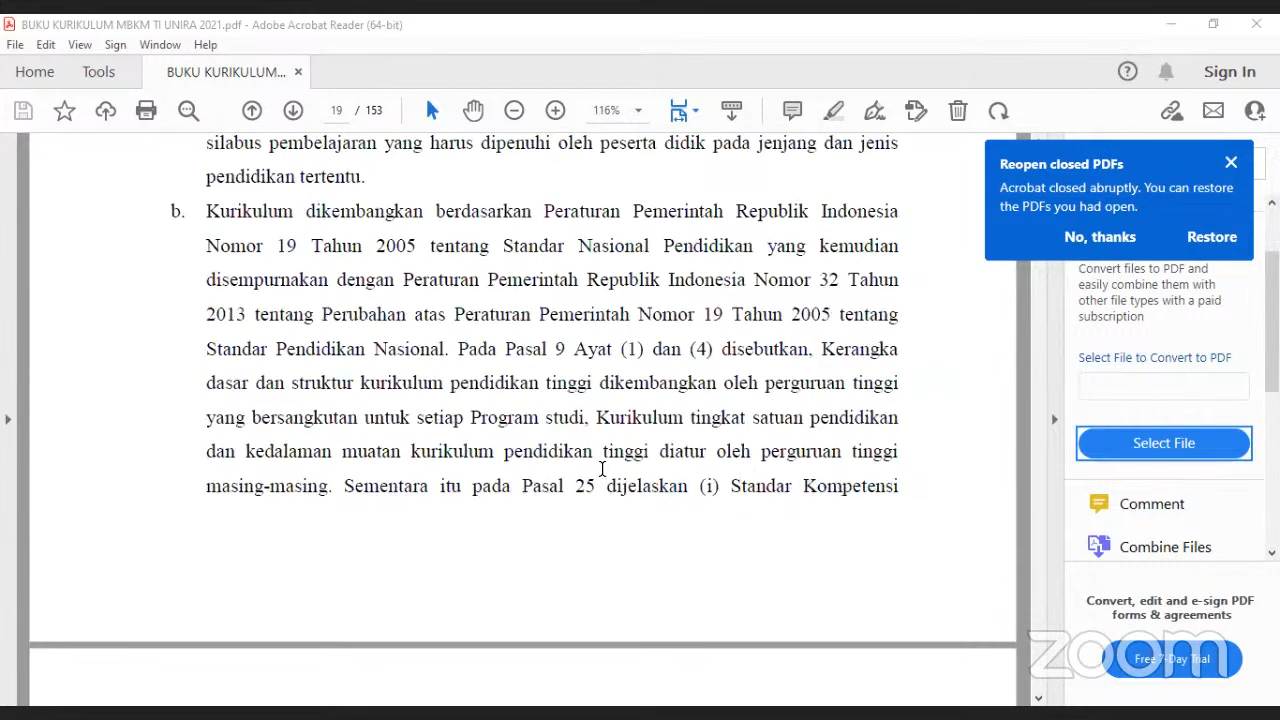 BUKU KURIKULUM MBKM TI UNIRA 2021.pdf - Adobe Acrobat Reader (64-bit)
File Edit View Sign Window Help
Home Tools BUKU KURIKULUM... × Sign In
19 / 153 116%
silabus pembelajaran yang harus dipenuhi oleh peserta didik pada jenjang dan jenis
pendidikan tertentu.
b. Kurikulum dikembangkan berdasarkan Peraturan Pemerintah Republik Indonesia
Nomor 19 Tahun 2005 tentang Standar Nasional Pendidikan yang kemudian
disempurnakan dengan Peraturan Pemerintah Republik Indonesia Nomor 32 Tahun
2013 tentang Perubahan atas Peraturan Pemerintah Nomor 19 Tahun 2005 tentang
Standar Pendidikan Nasional. Pada Pasal 9 Ayat (1) dan (4) disebutkan, Kerangka
dasar dan struktur kurikulum pendidikan tinggi dikembangkan oleh perguruan tinggi
yang bersangkutan untuk setiap Program studi, Kurikulum tingkat satuan pendidikan
dan kedalaman muatan kurikulum pendidikan tinggi diatur oleh perguruan tinggi
masing-masing. Sementara itu pada Pasal 25 dijelaskan (i) Standar Kompetensi
Reopen closed PDFs
Acrobat closed abruptly. You can restore
the PDFs you had open.
No, thanks Restore
Convert files to PDF and
easily combine them with
other file types with a paid
subscription
Select File to Convert to PDF
Select File
Comment
Combine Files
Convert, edit and e-sign PDF
forms & agreements
Free 7-Day Trial
zoom